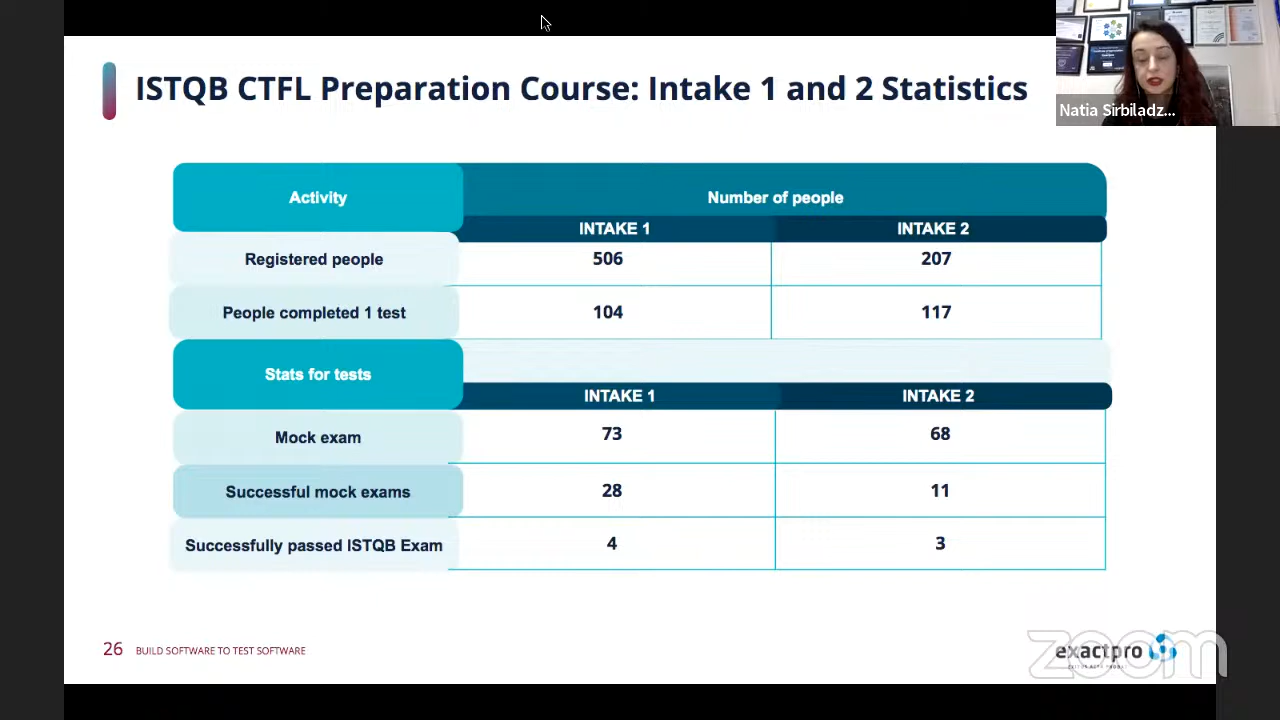 ISTQB CTFL Preparation Course: Intake 1 and 2 Statistics
Natia Sirbiladz...
Activity
Number of people
INTAKE 1
INTAKE 2
Registered people
506
207
People completed 1 test
104
117
Stats for tests
INTAKE 1
INTAKE 2
Mock exam
73
68
Successful mock exams
28
11
Successfully passed ISTQB Exam
4
3
26
BUILD SOFTWARE TO TEST SOFTWARE
exactpro
zoom